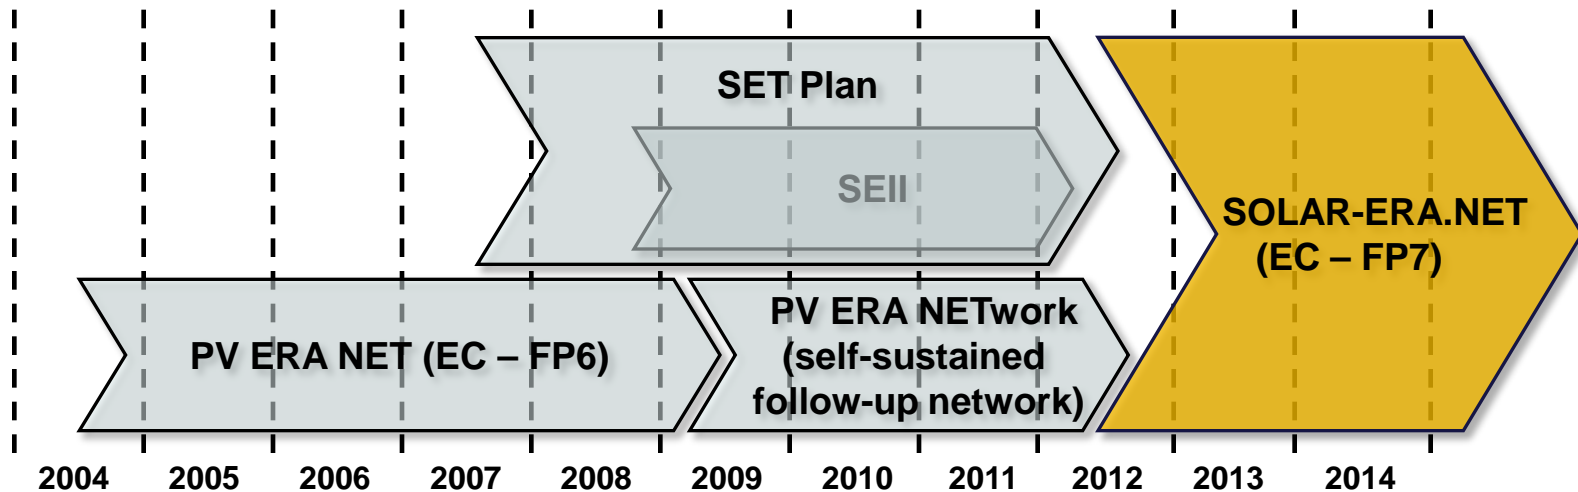 SET Plan
SEII
SOLAR-ERA.NET
(EC – FP7)
PV ERA NET (EC – FP6)
PV ERA NETwork
(self-sustained
follow-up network)
2004 2005 2006 2007 2008 2009 2010 2011 2012 2013 2014